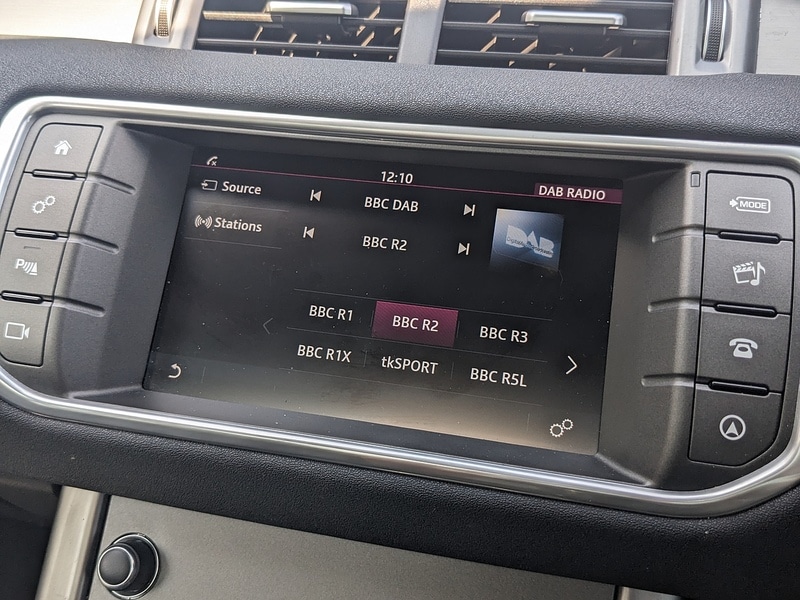 12:10
DAB RADIO
Source
BBC DAB
Stations
BBC R2
DAB
BBC R1
BBC R2
BBC R3
BBC R1X
tkSPORT
BBC R5L
MODE
P